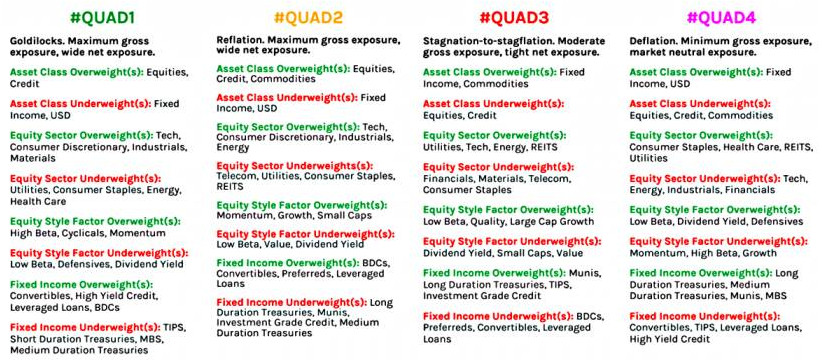 #QUAD1
Goldilocks. Maximum gross
exposure, wide net exposure.
Asset Class Overweight(s): Equities,
Credit
Asset Class Underweight(s): Fixed
Income, USD
Equity Sector Overweight(s): Tech,
Consumer Discretionary, Industrials,
Materials
Equity Sector Underweight(s):
Utilities, Consumer Staples, Energy,
Health Care
Equity Style Factor Overweight(s):
High Beta, Cyclicals, Momentum
Equity Style Factor Underweight(s):
Low Beta, Defensives, Dividend Yield
Fixed Income Overweight(s):
Convertibles, High Yield Credit,
Leveraged Loans, BDCs
Fixed Income Underweight(s): TIPS,
Short Duration Treasuries, MBS,
Medium Duration Treasuries
#QUAD2
Reflation. Maximum gross exposure,
wide net exposure.
Asset Class Overweight(s): Equities,
Credit, Commodities
Asset Class Underweight(s): Fixed
Income, USD
Equity Sector Overweight(s): Tech,
Consumer Discretionary, Industrials,
Energy
Equity Sector Underweights(s):
Telecom, Utilities, Consumer Staples,
REITS
Equity Style Factor Overweight(s):
Momentum, Growth, Small Caps
Equity Style Factor Underweight(s):
Low Beta, Value, Dividend Yield
Fixed Income Overweight(s): BDCs,
Convertibles, Preferreds, Leveraged
Loans
Fixed Income Underweight(s): Long
Duration Treasuries, Munis,
Investment Grade Credit, Medium
Duration Treasuries
#QUAD3
Stagnation-to-stagflation. Moderate
gross exposure, tight net exposure.
Asset Class Overweight(s): Fixed
Income, Commodities
Asset Class Underweight(s):
Equities, Credit
Equity Sector Overweight(s):
Utilities, Tech, Energy, REITS
Equity Sector Underweight(s):
Financials, Materials, Telecom,
Consumer Staples
Equity Style Factor Overweight(s):
Low Beta, Quality, Large Cap Growth
Equity Style Factor Underweight(s):
Dividend Yield, Small Caps, Value
Fixed Income Overweight(s): Munis,
Long Duration Treasuries, TIPS,
Investment Grade Credit
Fixed Income Underweight(s): BDCs,
Preferreds, Convertibles, Leveraged
Loans
#QUAD4
Deflation. Minimum gross exposure,
market neutral exposure.
Asset Class Overweight(s): Fixed
Income, USD
Asset Class Underweight(s):
Equities, Credit, Commodities
Equity Sector Overweight(s):
Consumer Staples, Health Care, REITS,
Utilities
Equity Sector Underweight(s): Tech,
Energy, Industrials, Financials
Equity Style Factor Overweight(s):
Low Beta, Dividend Yield, Defensives
Equity Style Factor Underweight(s):
Momentum, High Beta, Growth
Fixed Income Overweight(s): Long
Duration Treasuries, Medium
Duration Treasuries, Munis, MBS
Fixed Income Underweight(s):
Convertibles, TIPS, Leveraged Loans,
High Yield Credit